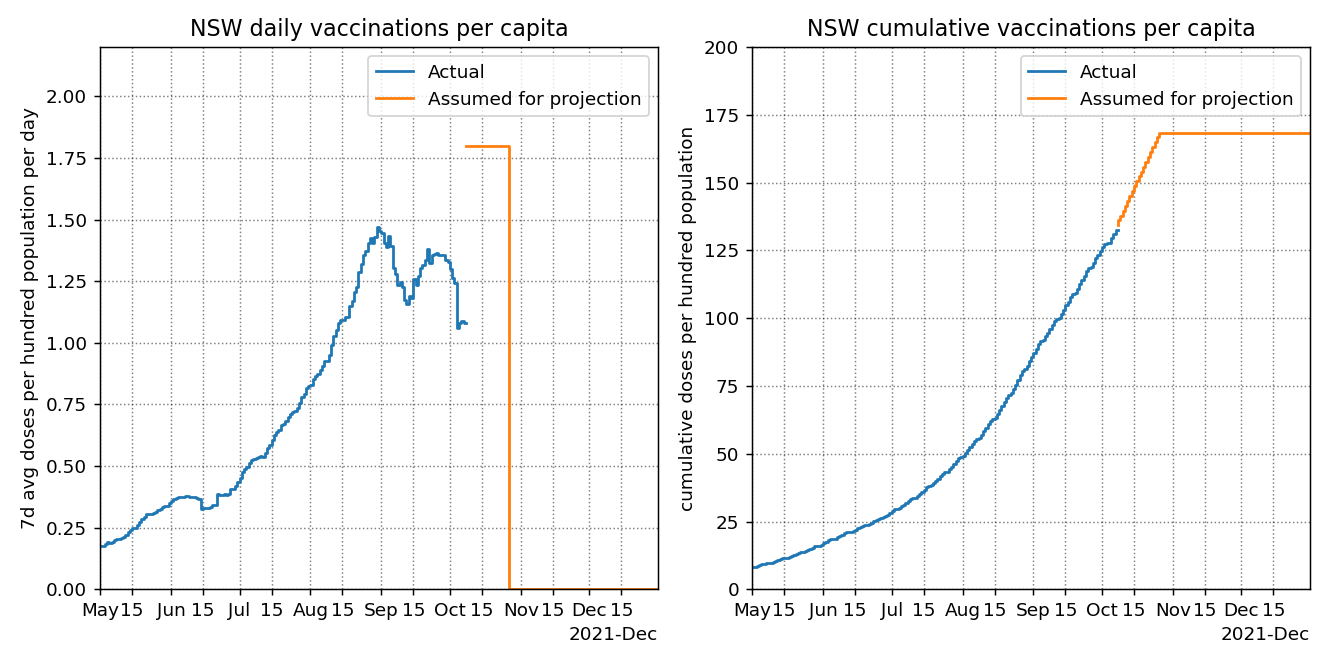 NSW daily vaccinations per capita
Actual
Assumed for projection
7d avg doses per hundred population per day
2.00
1.75
1.50
1.25
1.00
0.75
0.50
0.25
0.00
May 15 Jun 15 Jul 15 Aug 15 Sep 15 Oct 15 Nov 15 Dec 15
2021-Dec
NSW cumulative vaccinations per capita
Actual
Assumed for projection
cumulative doses per hundred population
200
175
150
125
100
75
50
25
0
May 15 Jun 15 Jul 15 Aug 15 Sep 15 Oct 15 Nov 15 Dec 15
2021-Dec